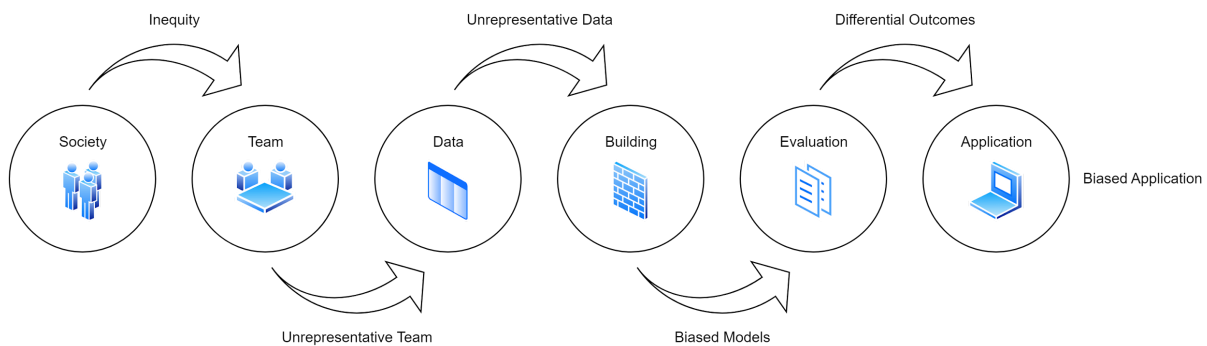 Inequity
Unrepresentative Data
Differential Outcomes
Society
Team
Data
Building
Evaluation
Application
Biased Application
Unrepresentative Team
Biased Models